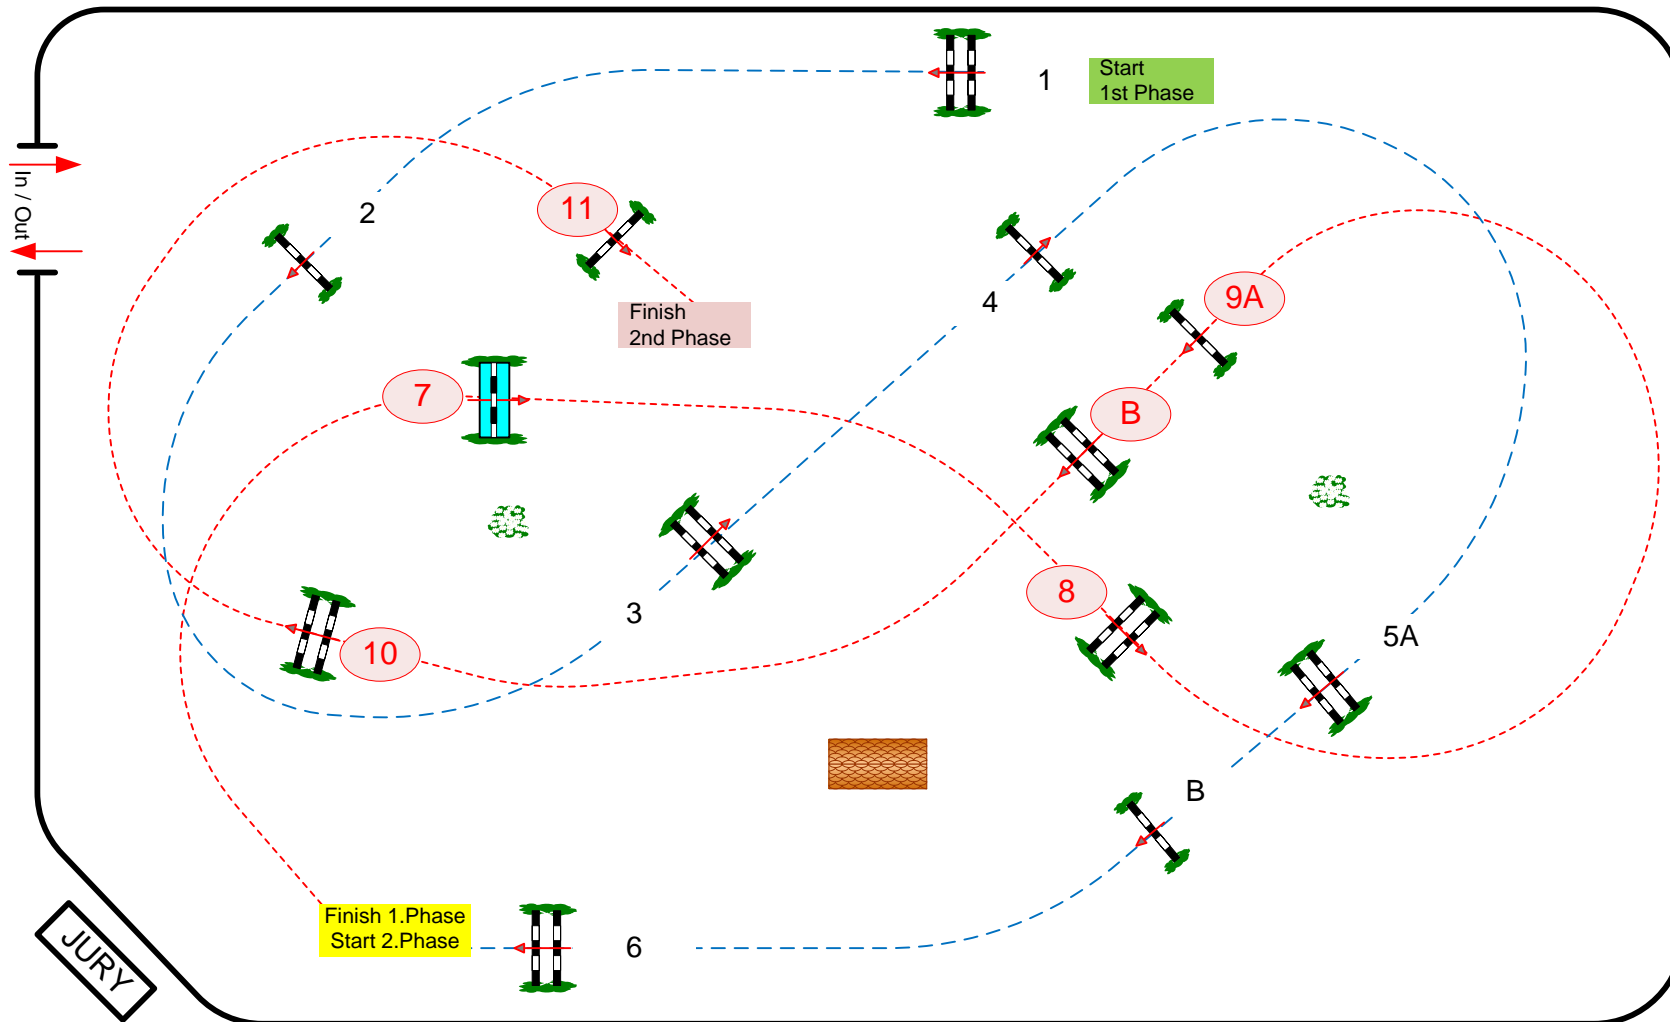 1
Start
1st Phase
In / Out
2
11
4
9A
Finish
2nd Phase
7
B
8
3
5A
10
B
Finish 1.Phase
Start 2.Phase
6
JURY